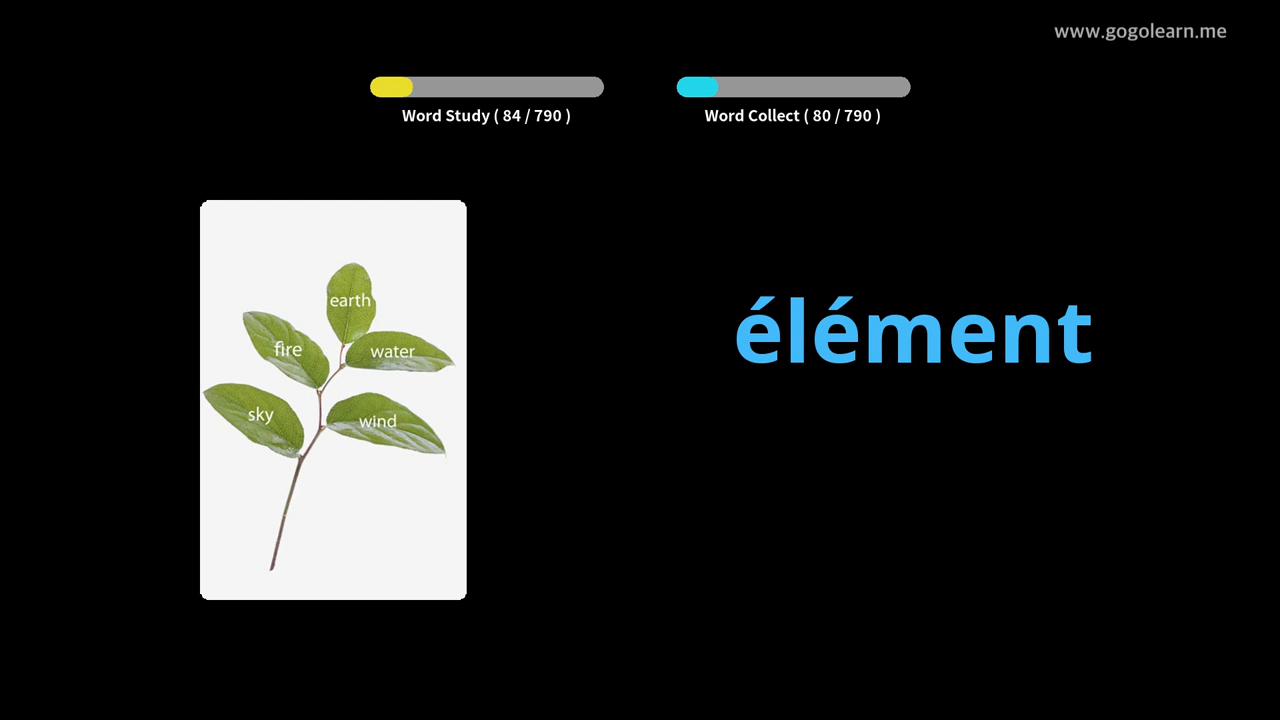 www.gogolearn.me
Word Study ( 84 / 790 )
Word Collect ( 80 / 790 )
earth
fire
water
sky
wind
élément